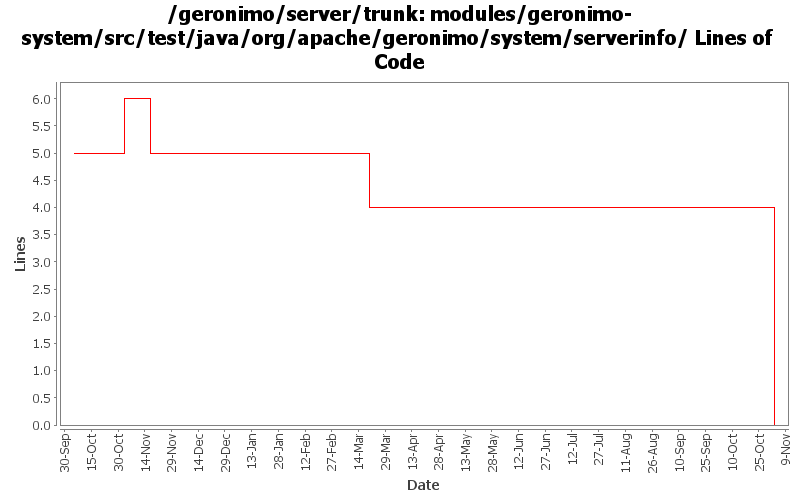 /geronimo/server/trunk: modules/geronimo-
system/src/test/java/org/apache/geronimo/system/serverinfo/ Lines of
Code
6.0
5.5
5.0
4.5
4.0
3.5
3.0
2.5
2.0
1.5
1.0
0.5
0.0
Lines
30-Sep
15-Oct
30-Oct
14-Nov
29-Nov
14-Dec
29-Dec
13-Jan
28-Jan
12-Feb
27-Feb
14-Mar
29-Mar
13-Apr
28-Apr
13-May
28-May
12-Jun
27-Jun
12-Jul
27-Jul
11-Aug
26-Aug
10-Sep
25-Sep
10-Oct
25-Oct
9-Nov
Date